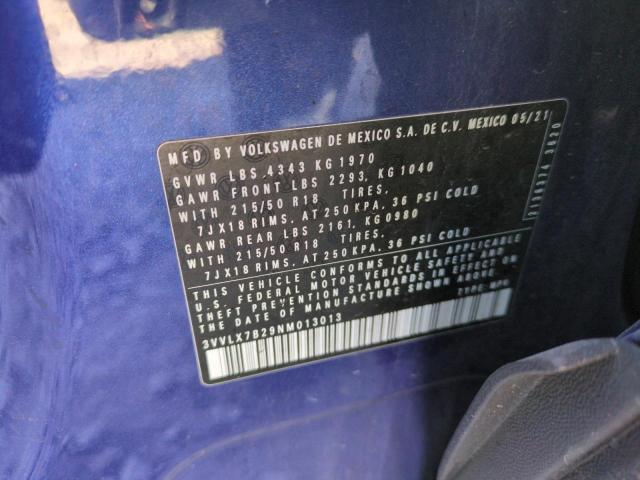 MFD BY VOLKSWAGEN DE MEXICO S.A. DE C.V. MEXICO 05/21
GVWR LBS 4343 KG 1970
GAWR FRONT LBS 2293, KG 1040
WITH 215/50 R18 TIRES,
7JX18 RIMS, AT 250 KPA, 36 PSI COLD
GAWR REAR LBS 2161, KG 0980
WITH 215/50 R18 TIRES,
7JX18 RIMS, AT 250 KPA, 36 PSI COLD
THIS VEHICLE CONFORMS TO ALL APPLICABLE
U.S. FEDERAL MOTOR VEHICLE SAFETY AND
THEFT PREVENTION STANDARDS IN EFFECT ON
THE DATE OF MANUFACTURE SHOWN ABOVE
3VVLX7B29NM013013 TYPE: MPV